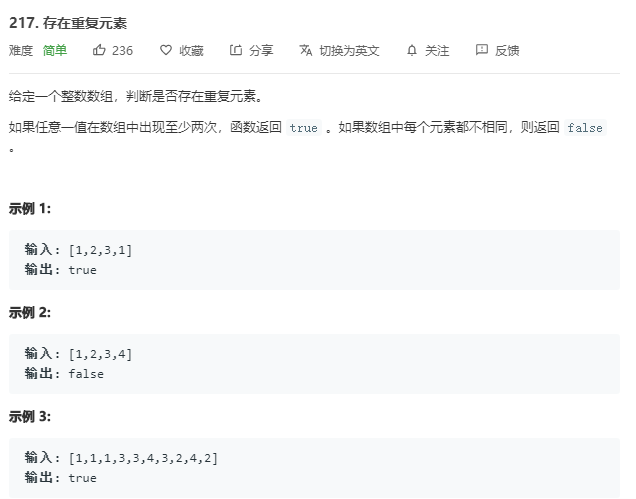 217. 存在重复元素
难度 简单 236 收藏 分享 切换为英文 关注 反馈
给定一个整数数组，判断是否存在重复元素。
如果任意一值在数组中出现至少两次，函数返回 true 。如果数组中每个元素都不相同，则返回 false
。
示例 1:
输入: [1,2,3,1]
输出: true
示例 2:
输入: [1,2,3,4]
输出: false
示例 3:
输入: [1,1,1,3,3,4,3,2,4,2]
输出: true